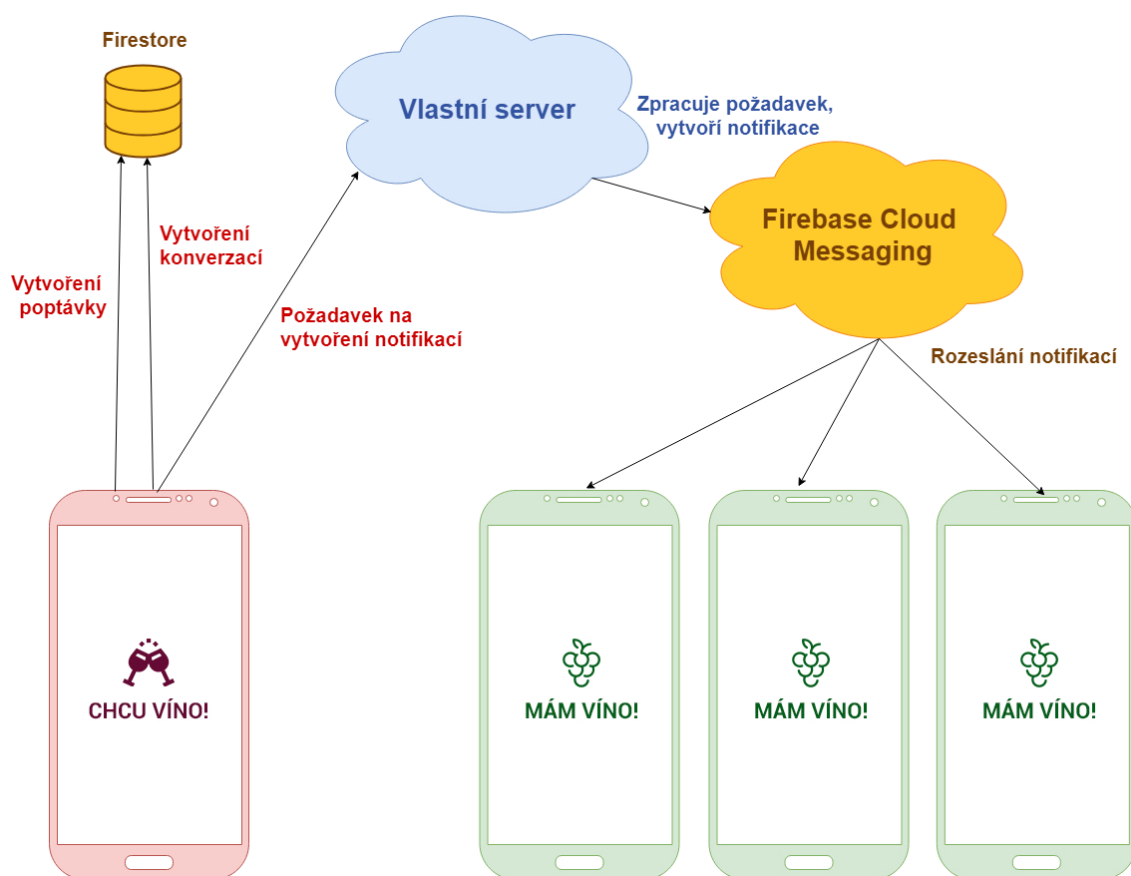 Firestore
Vlastní server
Zpracuje požadavek,
vytvoří notifikace
Firebase Cloud
Messaging
Vytvoření
konverzací
Vytvoření
poptávky
Požadavek na
vytvoření notifikací
Rozeslání notifikací
CHCU VÍNO!
MÁM VÍNO!
MÁM VÍNO!
MÁM VÍNO!